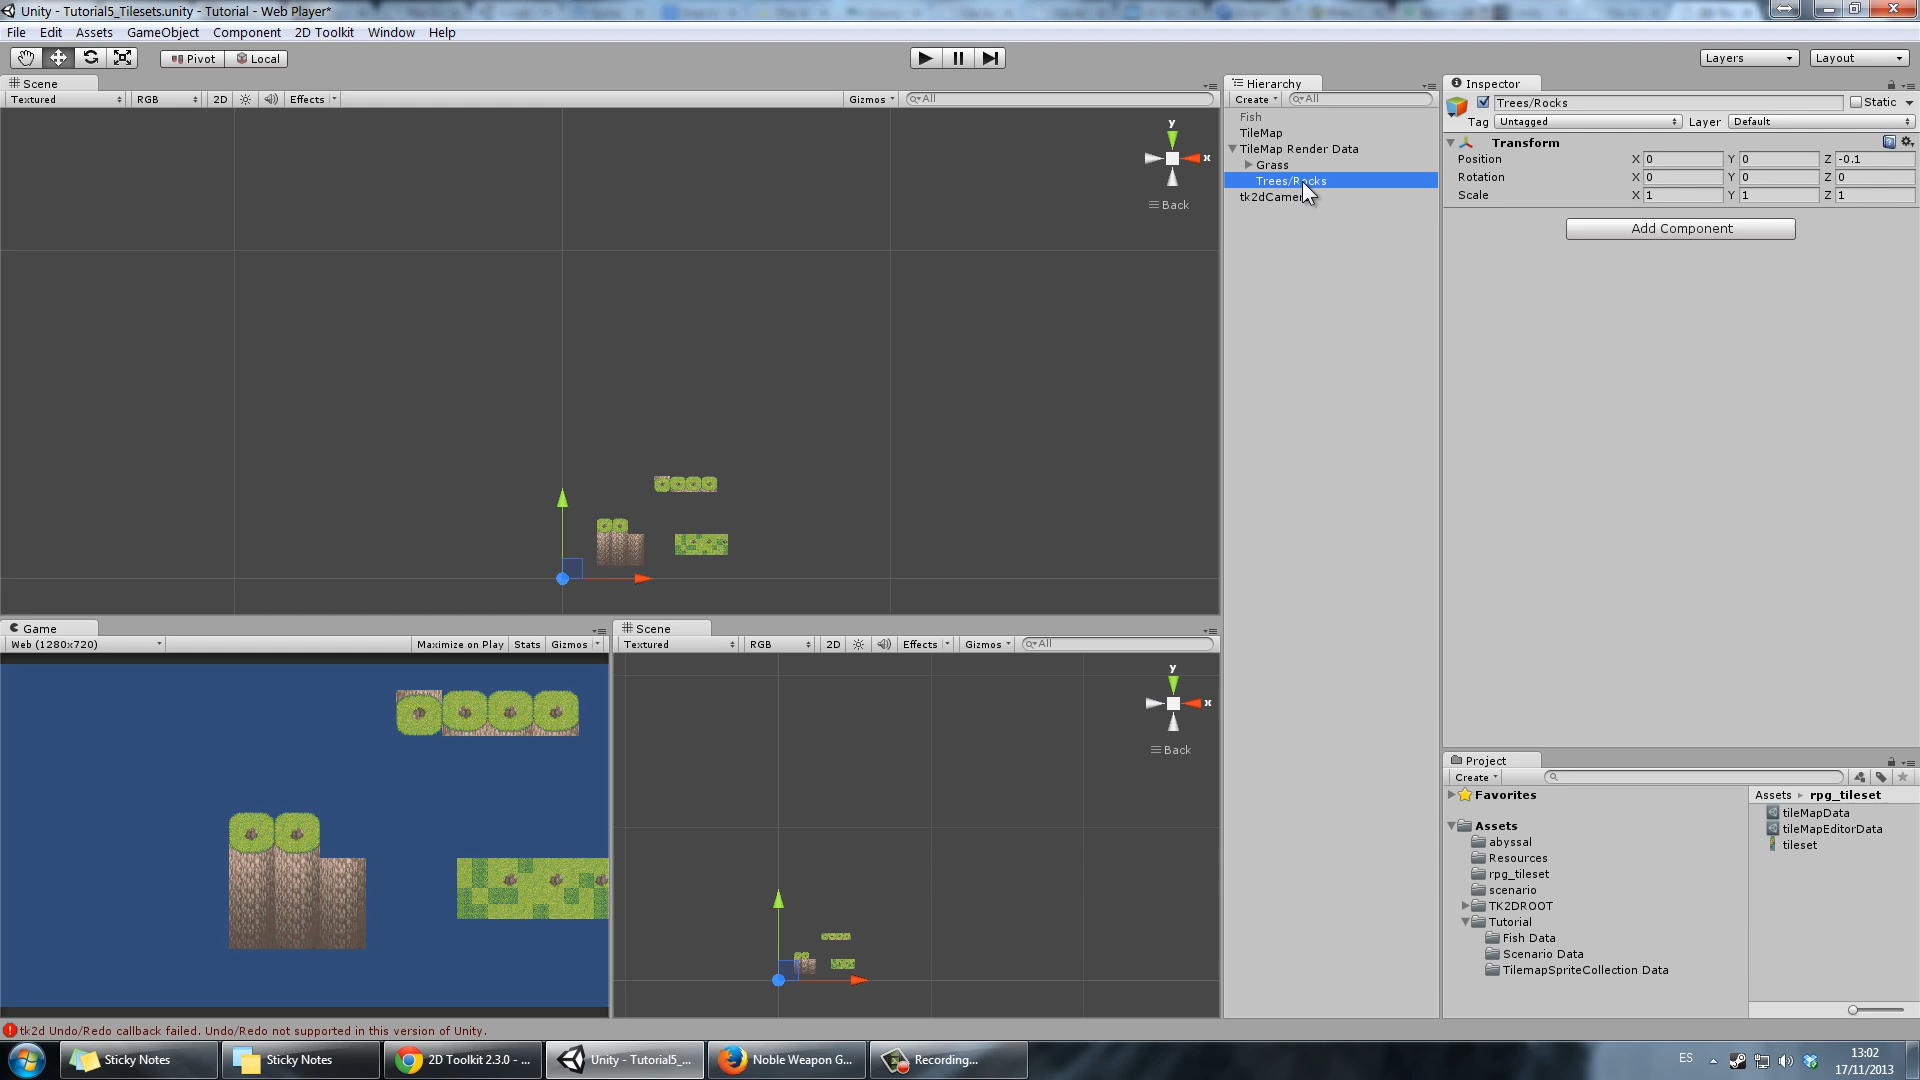 Unity - Tutorial5_Tilesets.unity - Tutorial - Web Player*
File Edit Assets GameObject Component 2D Toolkit Window Help
Pivot Local Layers Layout
Scene
Textured RGB 2D Effects Gizmos All
y
x
Back
Hierarchy
Create All
Fish
TileMap
TileMap Render Data
Grass
Trees/Rocks
tk2dCamer
Inspector
Trees/Rocks Static
Tag Untagged Layer Default
Transform
Position X 0 Y 0 Z -0.1
Rotation X 0 Y 0 Z 0
Scale X 1 Y 1 Z 1
Add Component
Game
Web (1280x720) Maximize on Play Stats Gizmos
Scene
Textured RGB 2D Effects Gizmos All
y
x
Back
Project
Create
Favorites
Assets
abyssal
Resources
rpg_tileset
scenario
TK2DROOT
Tutorial
Fish Data
Scenario Data
TilemapSpriteCollection Data
Assets rpg_tileset
tileMapData
tileMapEditorData
tileset
tk2d Undo/Redo callback failed. Undo/Redo not supported in this version of Unity.
Sticky Notes
Sticky Notes
2D Toolkit 2.3.0 - ...
Unity - Tutorial5_...
Noble Weapon G...
Recording...
ES
13:02
17/11/2013